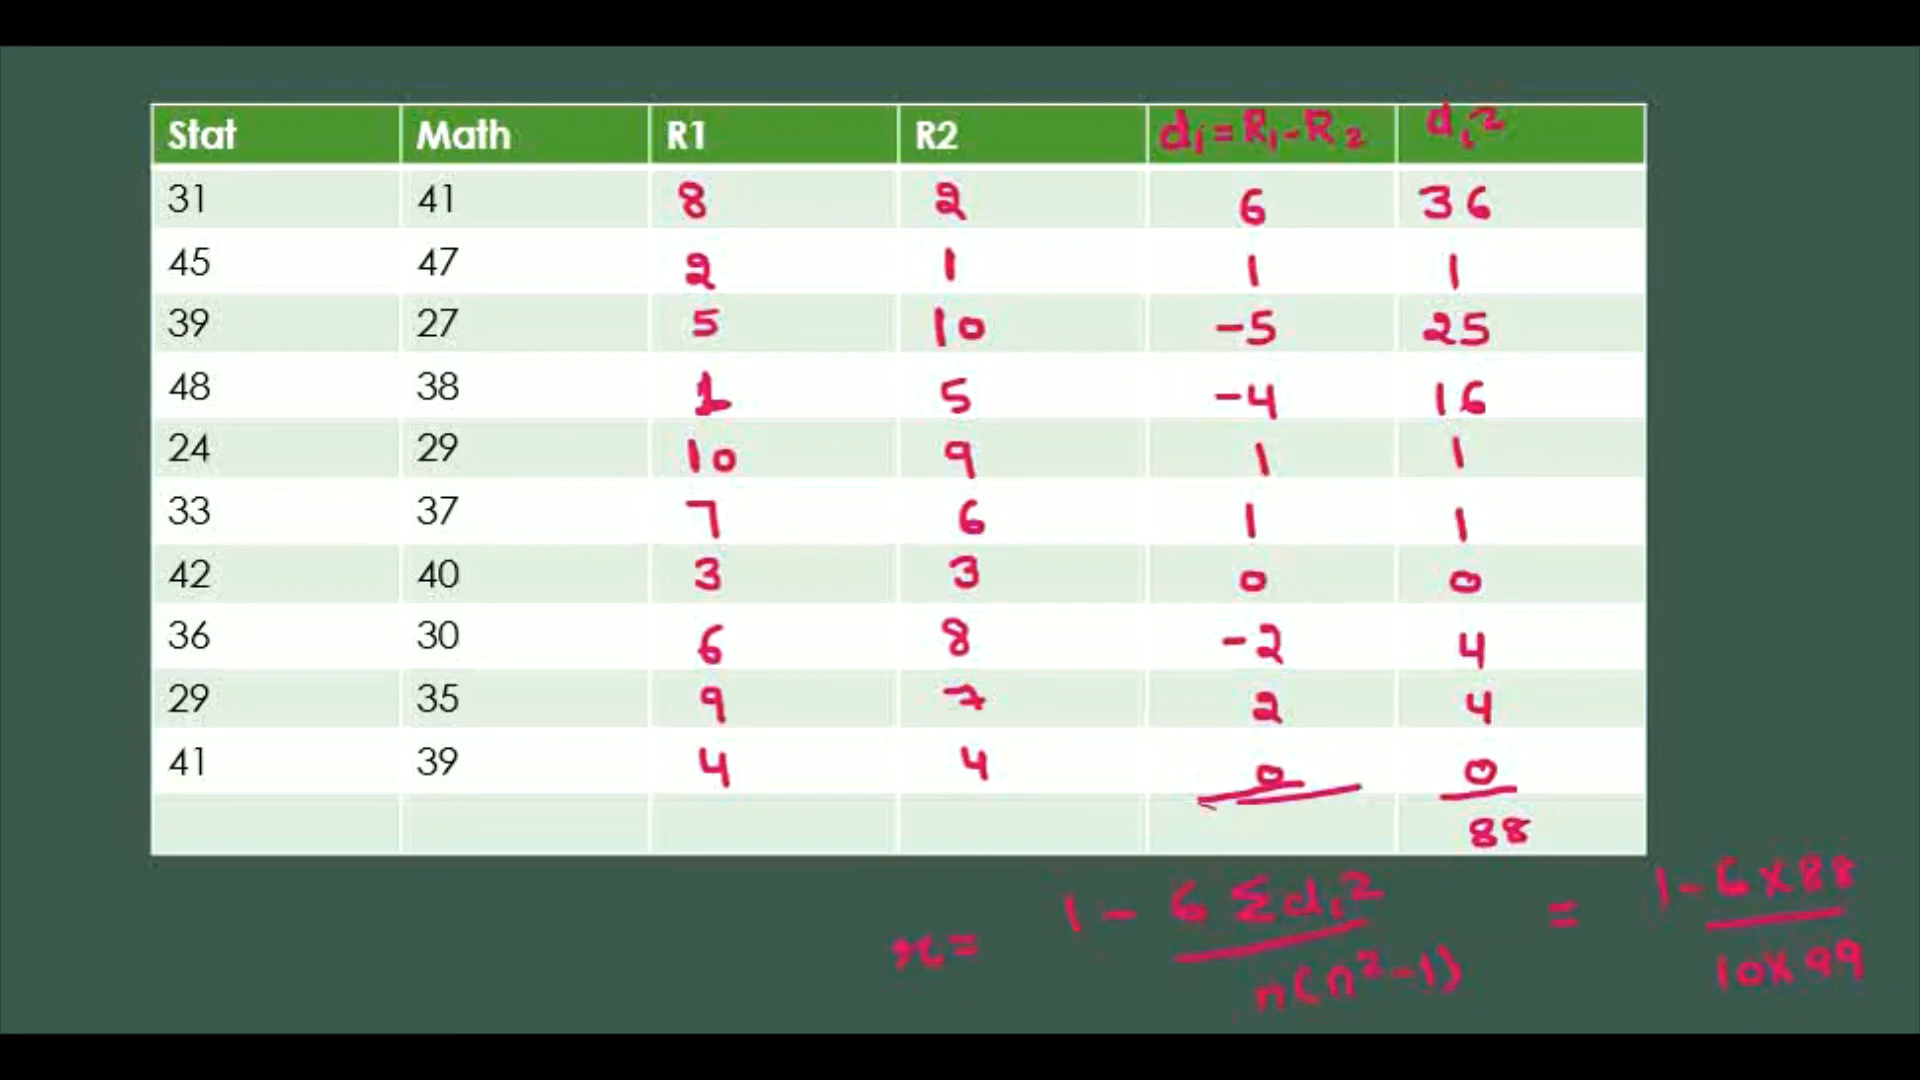 Stat Math R1 R2 di=R1-R2 di2
31 41 8 2 6 36
45 47 2 1 1 1
39 27 5 10 -5 25
48 38 1 5 -4 16
24 29 10 9 1 1
33 37 7 6 1 1
42 40 3 3 0 0
36 30 6 8 -2 4
29 35 9 7 2 4
41 39 4 4 0 0
88
r= 1 - 6 Σdi2 / n(n2-1) = 1-6X88 / 10X99